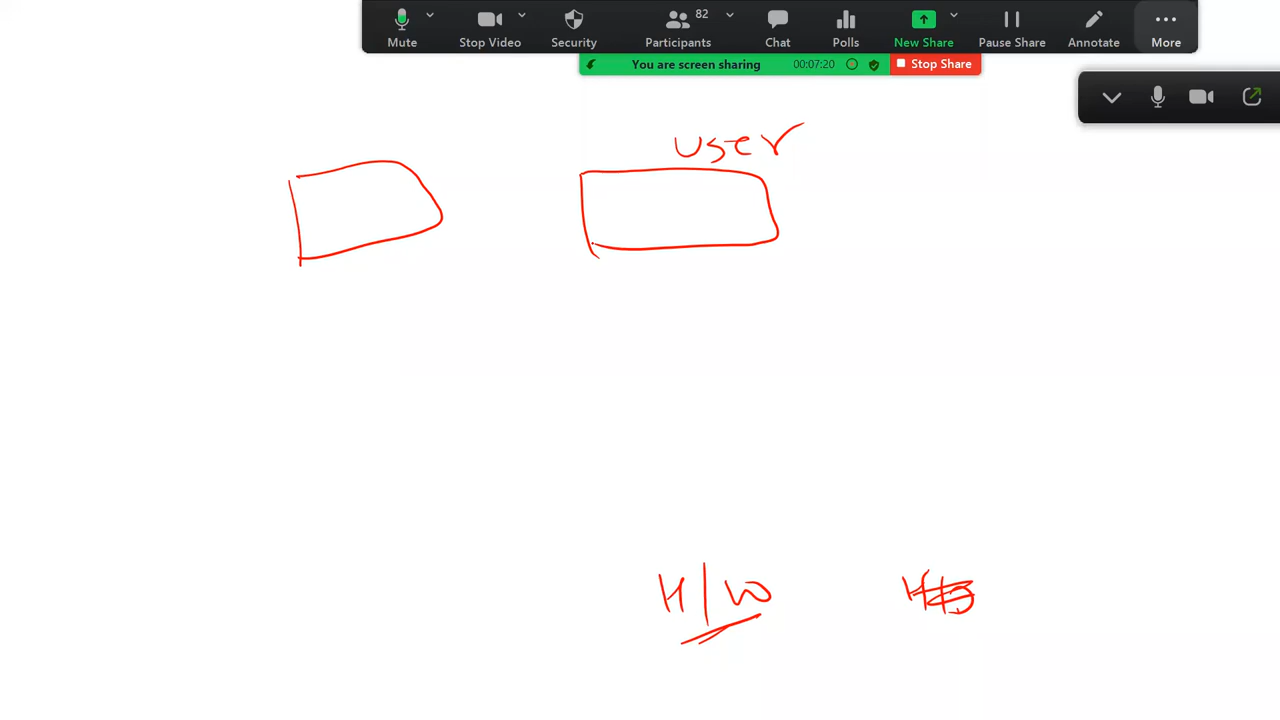 Mute Stop Video Security Participants 82 Chat Polls New Share Pause Share Annotate More
You are screen sharing 00:07:20 Stop Share
user
H/W